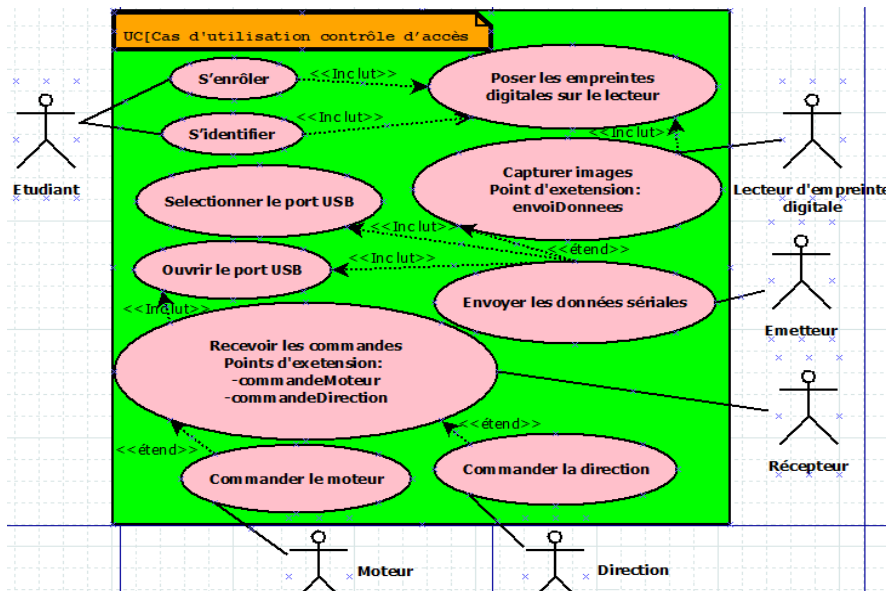 UC[Cas d'utilisation contrôle d'accès
S'enrôler
<<Inclut>>
Poser les empreintes
digitales sur le lecteur
S'identifier
<<Inclut>>
<<Inclut>>
Etudiant
Capturer images
Point d'exetension:
envoiDonnees
Lecteur d'empreinte
digitale
Selectionner le port USB
<<Inclut>>
<<étend>>
Ouvrir le port USB
<<Inclut>>
Envoyer les données sériales
Emetteur
<<Inclut>>
Recevoir les commandes
Points d'exetension:
-commandeMoteur
-commandeDirection
<<étend>>
<<étend>>
Récepteur
Commander le moteur
Commander la direction
Moteur
Direction